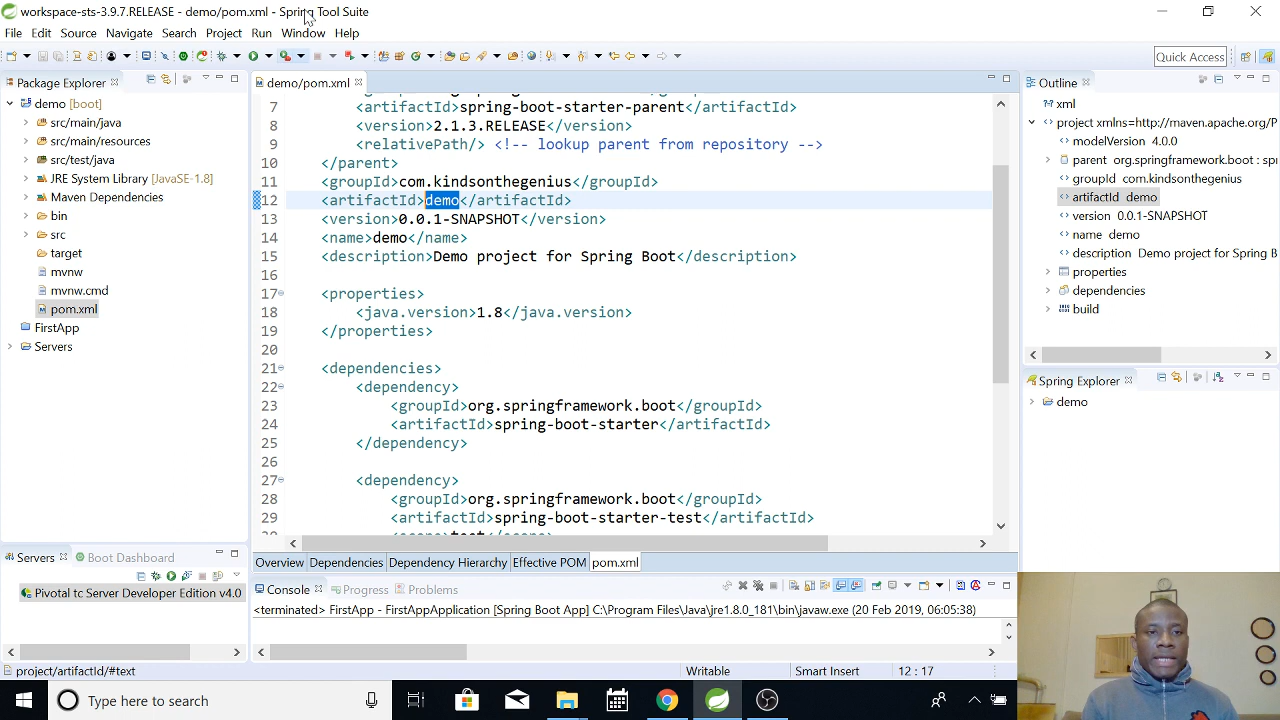 workspace-sts-3.9.7.RELEASE - demo/pom.xml - Spring Tool Suite
File Edit Source Navigate Search Project Run Window Help
Quick Access
Package Explorer
demo [boot]
src/main/java
src/main/resources
src/test/java
JRE System Library [JavaSE-1.8]
Maven Dependencies
bin
src
target
mvnw
mvnw.cmd
pom.xml
FirstApp
Servers
demo/pom.xml
7 <artifactId>spring-boot-starter-parent</artifactId>
8 <version>2.1.3.RELEASE</version>
9 <relativePath/> <!-- lookup parent from repository -->
10 </parent>
11 <groupId>com.kindsonthegenius</groupId>
12 <artifactId>demo</artifactId>
13 <version>0.0.1-SNAPSHOT</version>
14 <name>demo</name>
15 <description>Demo project for Spring Boot</description>
16
17 <properties>
18 <java.version>1.8</java.version>
19 </properties>
20
21 <dependencies>
22 <dependency>
23 <groupId>org.springframework.boot</groupId>
24 <artifactId>spring-boot-starter</artifactId>
25 </dependency>
26
27 <dependency>
28 <groupId>org.springframework.boot</groupId>
29 <artifactId>spring-boot-starter-test</artifactId>
Overview Dependencies Dependency Hierarchy Effective POM pom.xml
Outline
xml
project xmlns=http://maven.apache.org/P
modelVersion 4.0.0
parent org.springframework.boot : sp
groupId com.kindsonthegenius
artifactId demo
version 0.0.1-SNAPSHOT
name demo
description Demo project for Spring B
properties
dependencies
build
Spring Explorer
demo
Servers Boot Dashboard
Pivotal tc Server Developer Edition v4.0
Console Progress Problems
<terminated> FirstApp - FirstAppApplication [Spring Boot App] C:\Program Files\Java\jre1.8.0_181\bin\javaw.exe (20 Feb 2019, 06:05:38)
project/artifactId/#text Writable Smart Insert 12 : 17
Type here to search